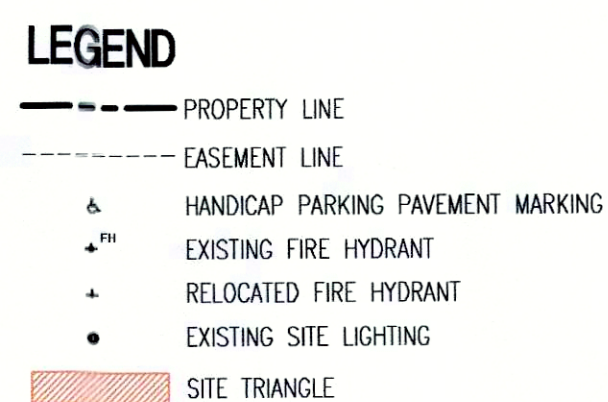 LEGEND
PROPERTY LINE
EASEMENT LINE
HANDICAP PARKING PAVEMENT MARKING
FH EXISTING FIRE HYDRANT
RELOCATED FIRE HYDRANT
EXISTING SITE LIGHTING
SITE TRIANGLE